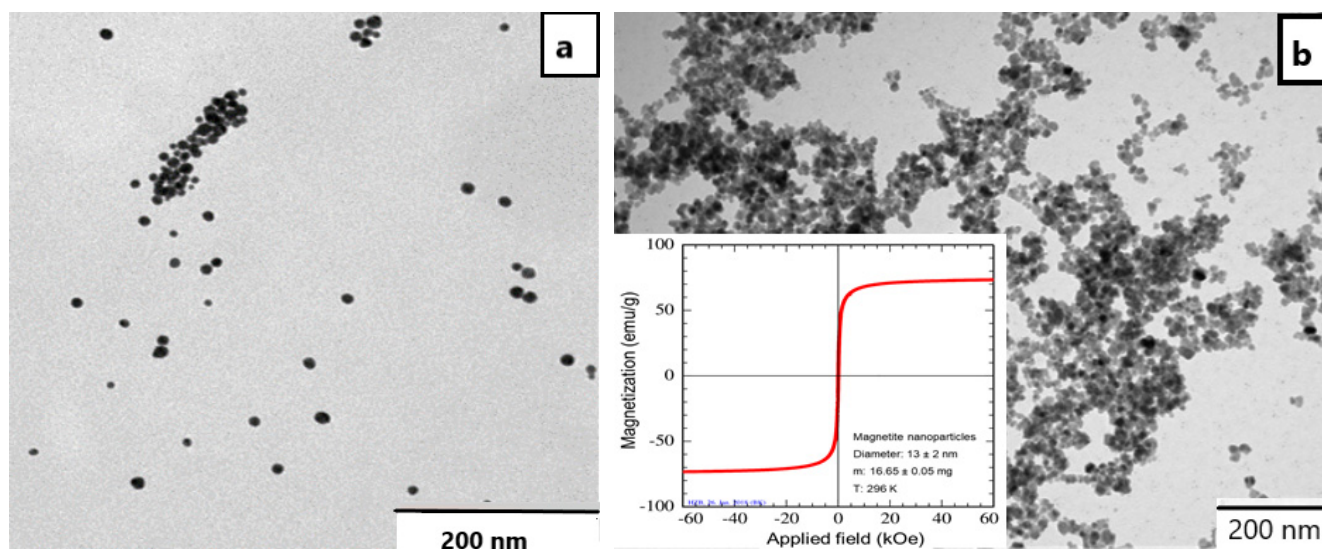 a
200 nm
b
100
50
0
-50
-100
Magnetization (emu/g)
Magnetite nanoparticles
Diameter: 13 ± 2 nm
m: 16.65 ± 0.05 mg
T: 296 K
-60 -40 -20 0 20 40 60
Applied field (kOe)
200 nm